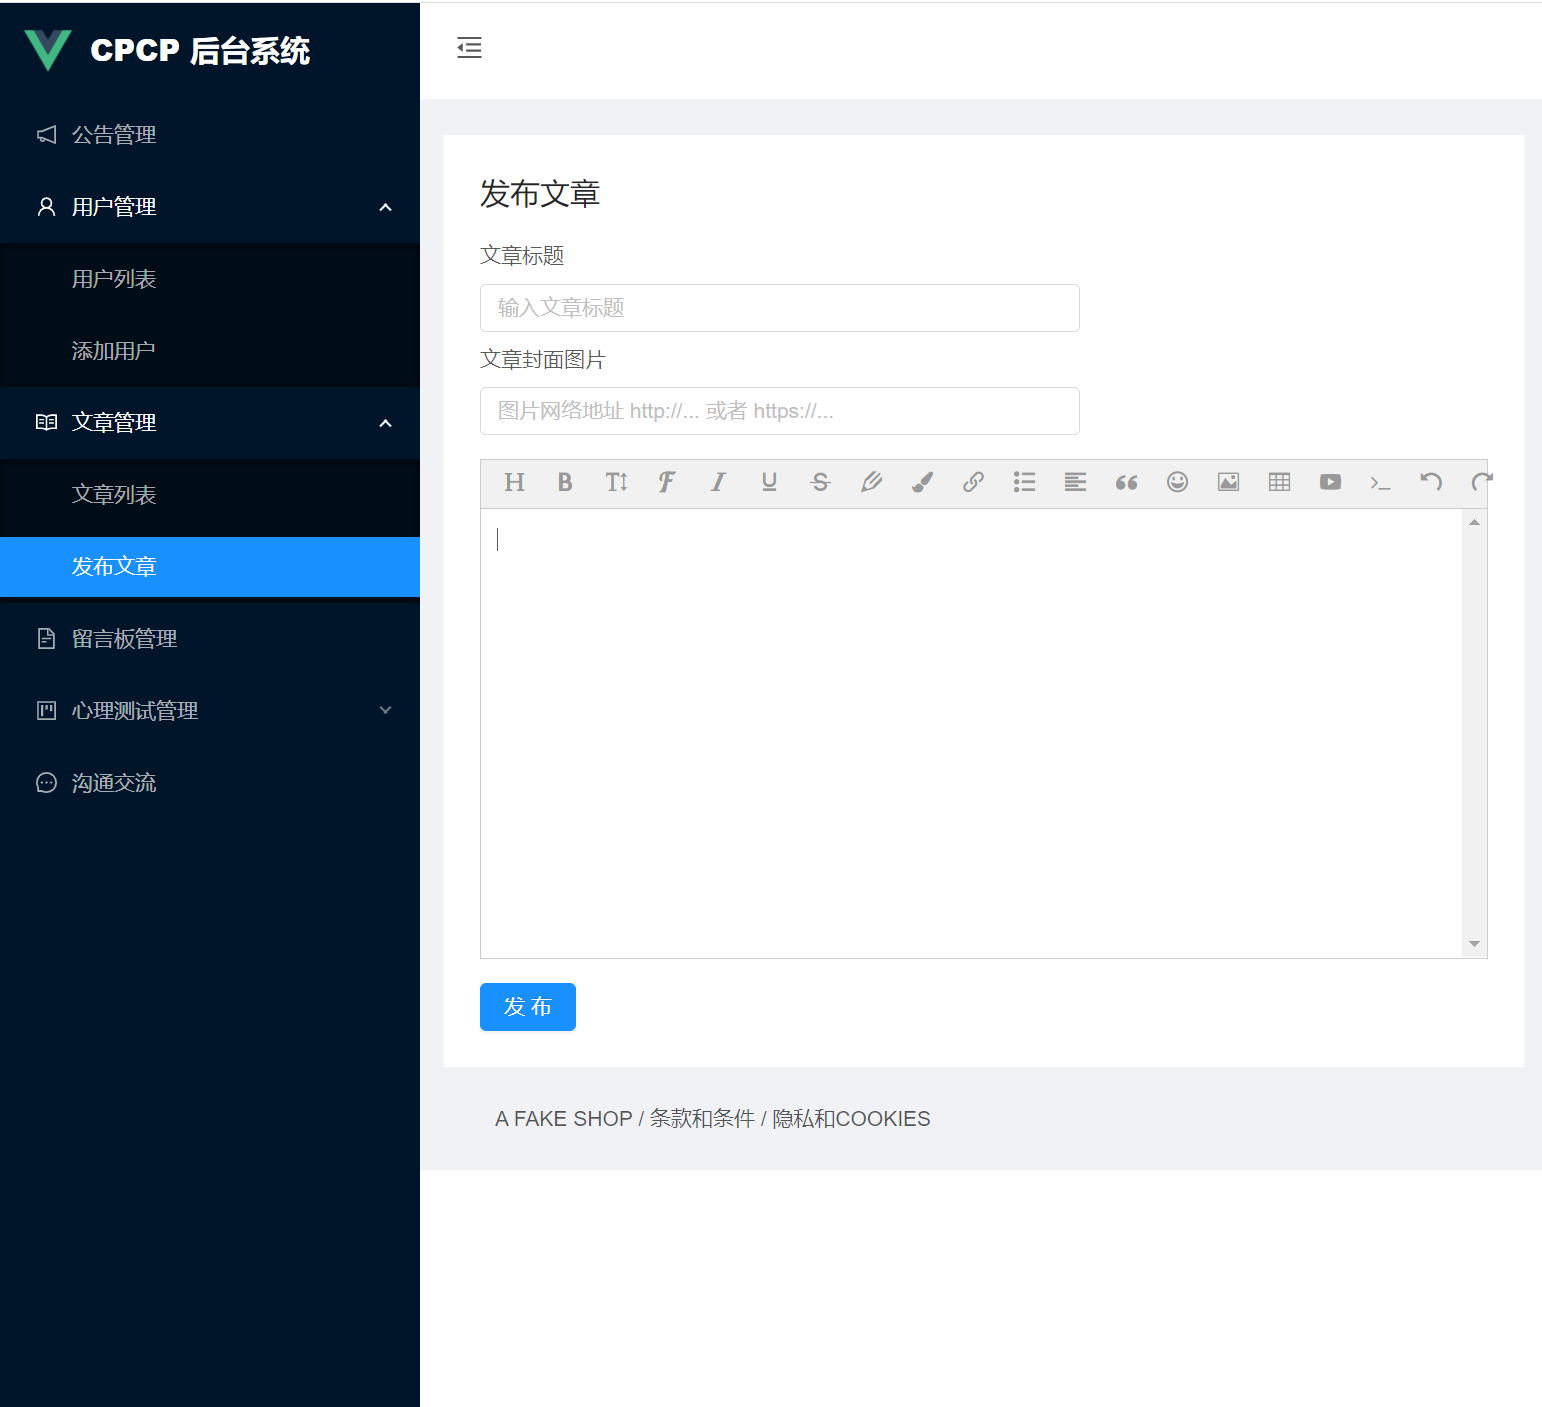 CPCP 后台系统
公告管理
用户管理
用户列表
添加用户
文章管理
文章列表
发布文章
留言板管理
心理测试管理
沟通交流
发布文章
文章标题
输入文章标题
文章封面图片
图片网络地址 http://... 或者 https://...
发 布
A FAKE SHOP / 条款和条件 / 隐私和COOKIES